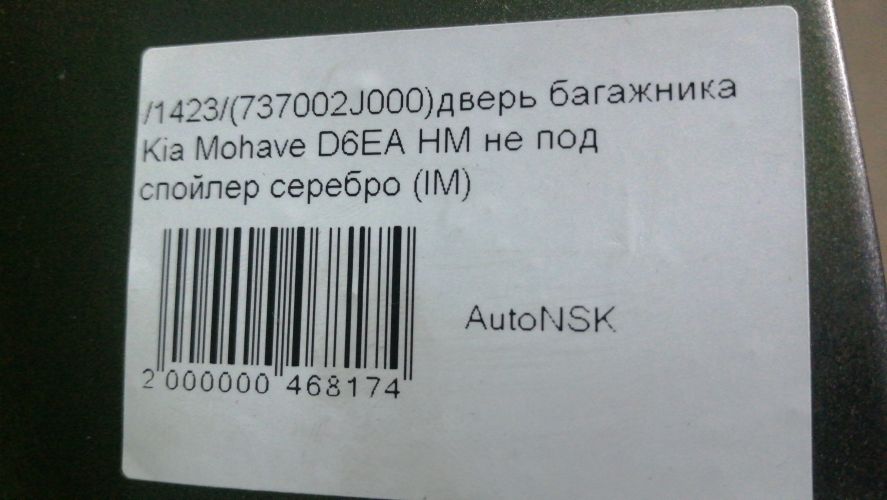 /1423/(737002J000)дверь багажника
Kia Mohave D6EA HM не под
спойлер серебро (IM)
AutoNSK
2 000000 468174